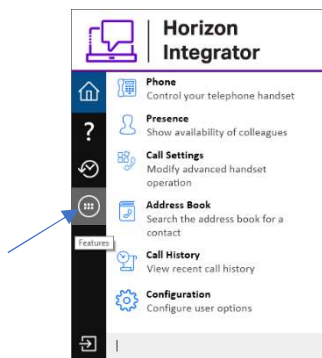 Horizon
Integrator
Phone
Control your telephone handset
Presence
Show availability of colleagues
?
Call Settings
Modify advanced handset
operation
Address Book
Search the address book for a
contact
Features
Call History
View recent call history
Configuration
Configure user options